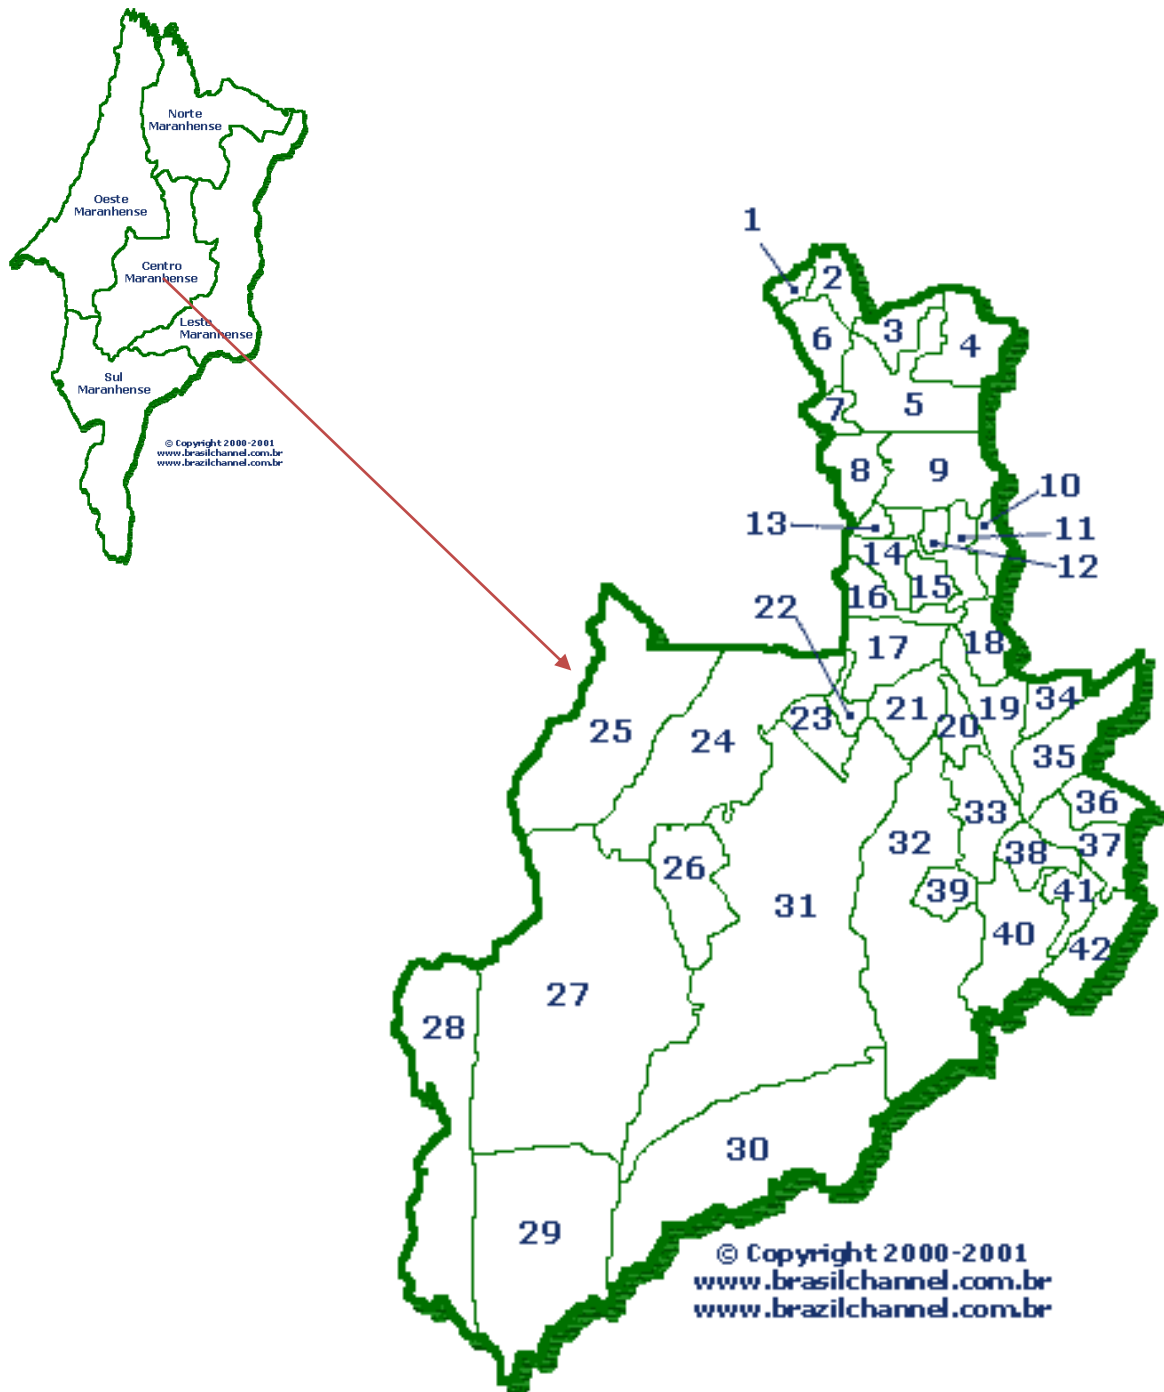 Norte
Maranhense
Oeste
Maranhense
Centro
Maranhense
Leste
Maranhense
Sul
Maranhense
© Copyright 2000-2001
www.brasilchannel.com.br
www.brazilchannel.com.br
1
2
3
4
5
6
7
8
9
10
11
12
13
14
15
16
17
18
19
20
21
22
23
24
25
26
27
28
29
30
31
32
33
34
35
36
37
38
39
40
41
42
© Copyright 2000-2001
www.brasilchannel.com.br
www.brazilchannel.com.br